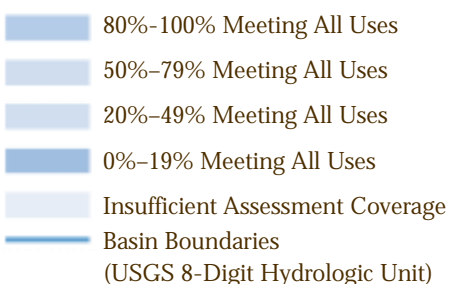 80%-100% Meeting All Uses
50%–79% Meeting All Uses
20%–49% Meeting All Uses
0%–19% Meeting All Uses
Insufficient Assessment Coverage
Basin Boundaries
(USGS 8-Digit Hydrologic Unit)